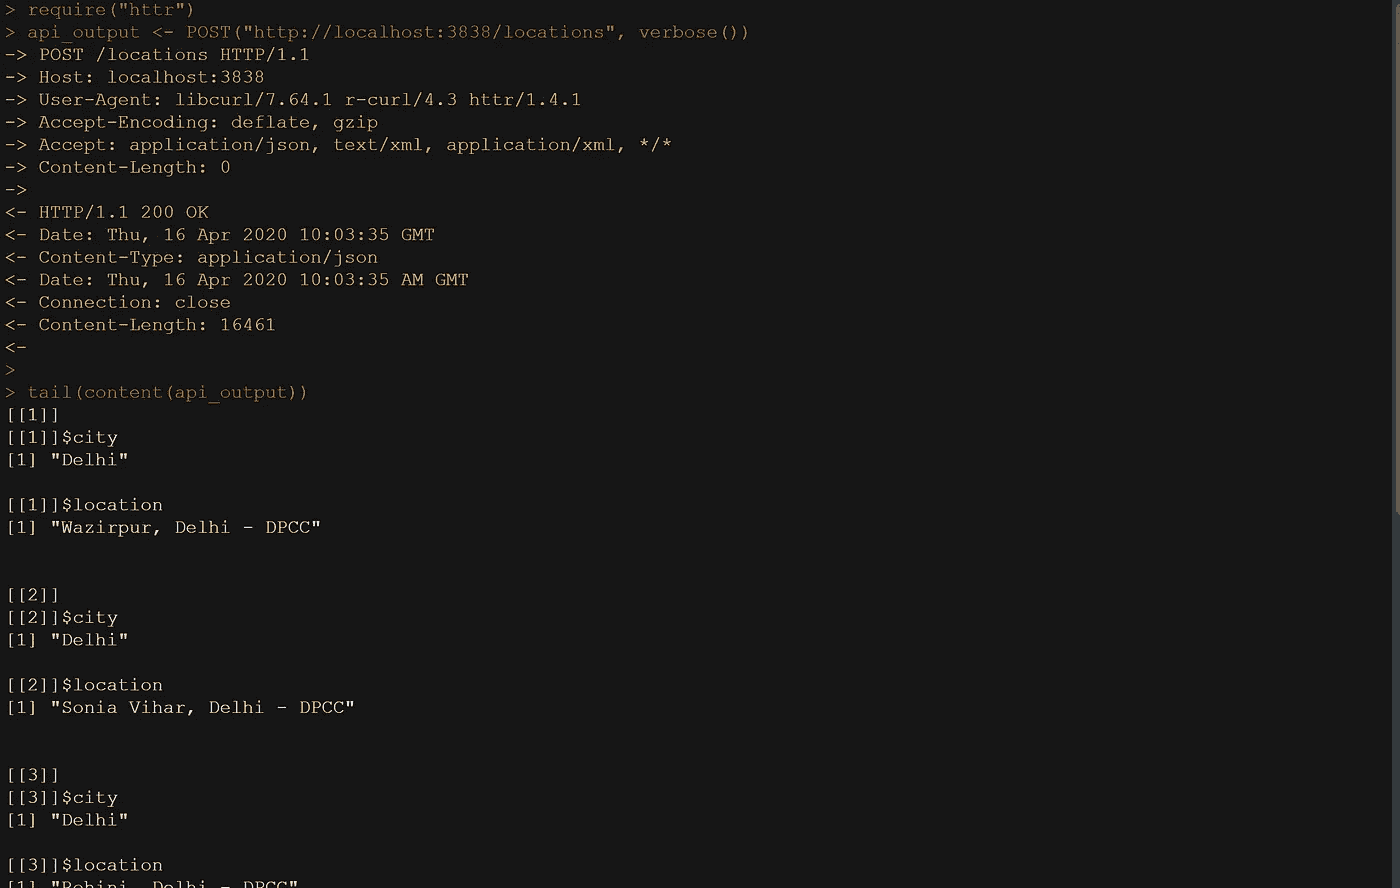 > require("httr")
> api_output <- POST("http://localhost:3838/locations", verbose())
-> POST /locations HTTP/1.1
-> Host: localhost:3838
-> User-Agent: libcurl/7.64.1 r-curl/4.3 httr/1.4.1
-> Accept-Encoding: deflate, gzip
-> Accept: application/json, text/xml, application/xml, */*
-> Content-Length: 0
->
<- HTTP/1.1 200 OK
<- Date: Thu, 16 Apr 2020 10:03:35 GMT
<- Content-Type: application/json
<- Date: Thu, 16 Apr 2020 10:03:35 AM GMT
<- Connection: close
<- Content-Length: 16461
<-
>
> tail(content(api_output))
[[1]]
[[1]]$city
[1] "Delhi"
[[1]]$location
[1] "Wazirpur, Delhi - DPCC"
[[2]]
[[2]]$city
[1] "Delhi"
[[2]]$location
[1] "Sonia Vihar, Delhi - DPCC"
[[3]]
[[3]]$city
[1] "Delhi"
[[3]]$location
[1] "Rohini, Delhi - DPCC"